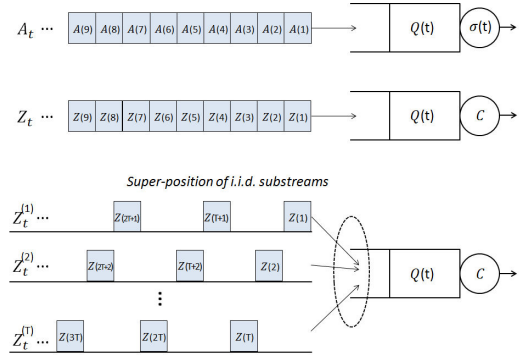 A_t ... A(9) A(8) A(7) A(6) A(5) A(4) A(3) A(2) A(1) Q(t) σ(t)
Z_t ... Z(9) Z(8) Z(7) Z(6) Z(5) Z(4) Z(3) Z(2) Z(1) Q(t) C
Super-position of i.i.d. substreams
Z_t^(1) ... Z(2T+1) Z(T+1) Z(1)
Z_t^(2) ... Z(2T+2) Z(T+2) Z(2) Q(t) C
⋮
Z_t^(T) ... Z(3T) Z(2T) Z(T)